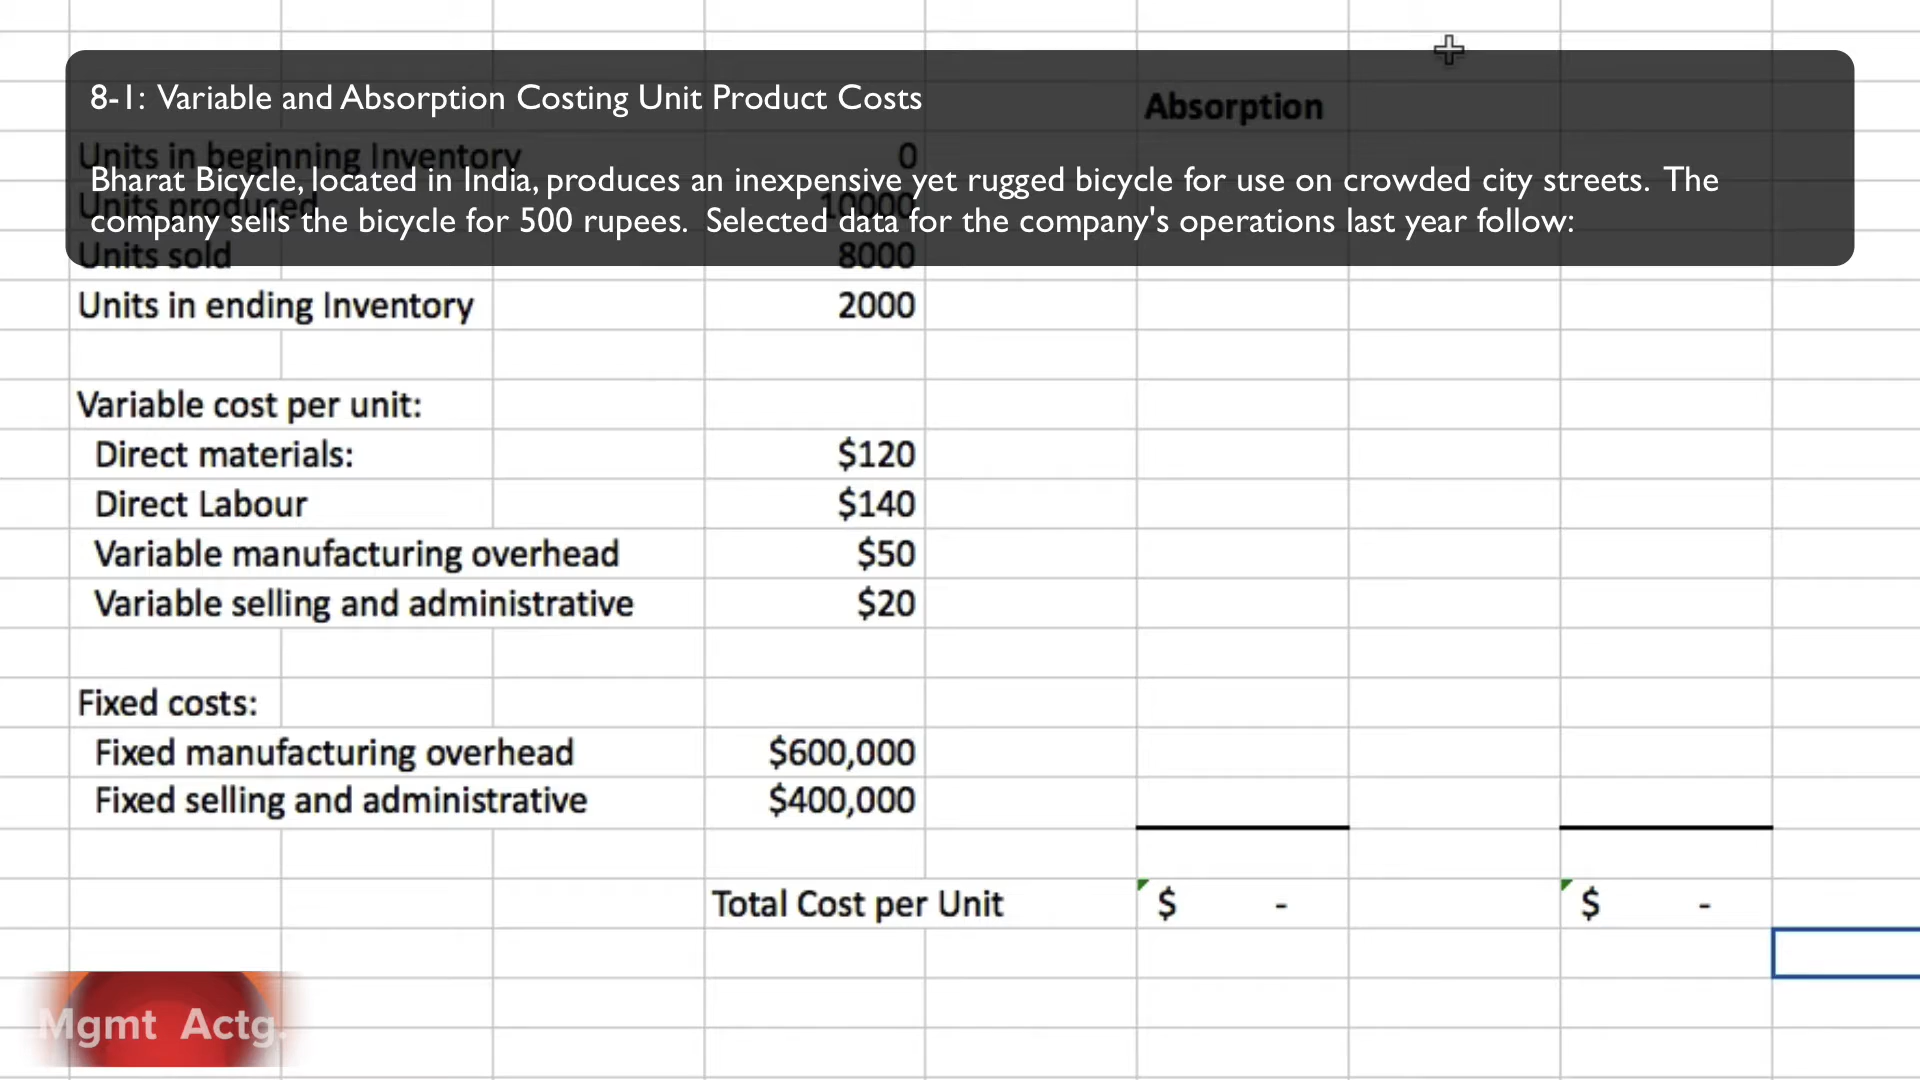 8-1: Variable and Absorption Costing Unit Product Costs
Absorption
Units in beginning Inventory 0
Bharat Bicycle, located in India, produces an inexpensive yet rugged bicycle for use on crowded city streets. The
Units produced 10000
company sells the bicycle for 500 rupees. Selected data for the company's operations last year follow:
Units sold 8000
Units in ending Inventory 2000
Variable cost per unit:
Direct materials: $120
Direct Labour $140
Variable manufacturing overhead $50
Variable selling and administrative $20
Fixed costs:
Fixed manufacturing overhead $600,000
Fixed selling and administrative $400,000
Total Cost per Unit $ - $ -
Mgmt Actg.